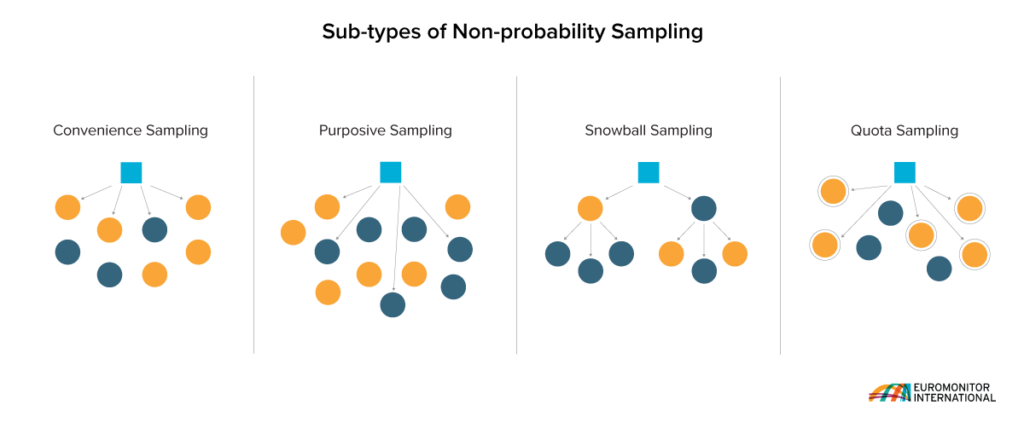 Sub-types of Non-probability Sampling
Convenience Sampling
Purposive Sampling
Snowball Sampling
Quota Sampling
EUROMONITOR
INTERNATIONAL